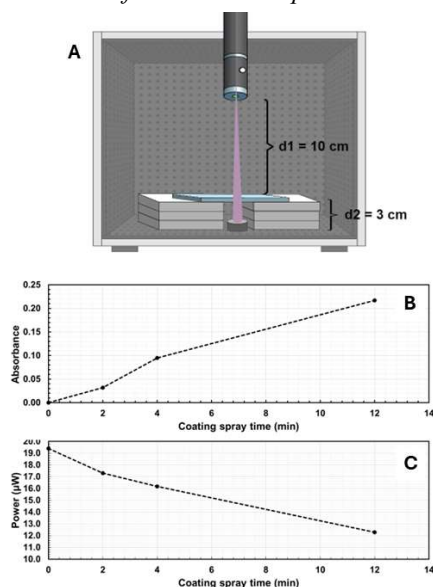 A
d1 = 10 cm
d2 = 3 cm
B
0.25
0.20
0.15
0.10
0.05
0.00
Absorbance
0 2 4 6 8 10 12 14
Coating spray time (min)
C
20.0
19.0
18.0
17.0
16.0
15.0
14.0
13.0
12.0
11.0
10.0
Power (µW)
0 2 4 6 8 10 12 14
Coating spray time (min)